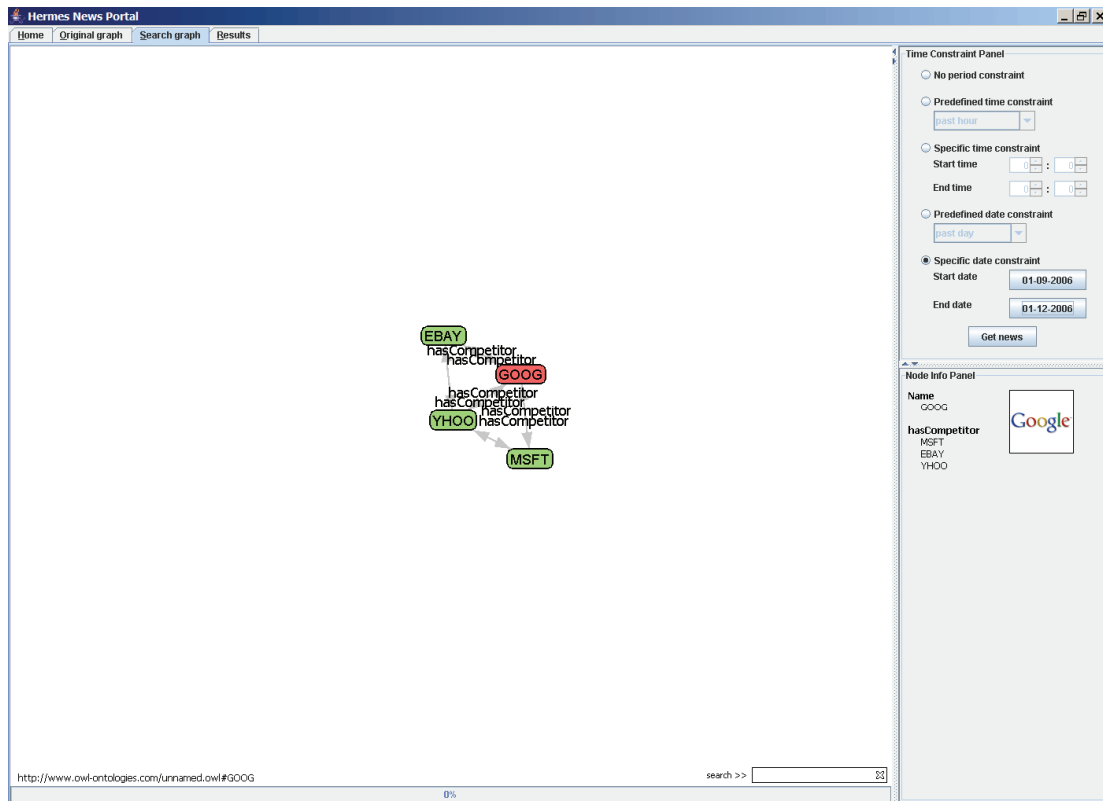 Hermes News Portal
Home Original graph Search graph Results
EBAY
hasCompetitor
hasCompetitor
GOOG
hasCompetitor
hasCompetitor
hasCompetitor
YHOO hasCompetitor
MSFT
http://www.owl-ontologies.com/unnamed.owl#GOOG
search >>
0%
Time Constraint Panel
No period constraint
Predefined time constraint
past hour
Specific time constraint
Start time 0 : 0
End time 0 : 0
Predefined date constraint
past day
Specific date constraint
Start date 01-09-2006
End date 01-12-2006
Get news
Node Info Panel
Name
GOOG
Google
hasCompetitor
MSFT
EBAY
YHOO